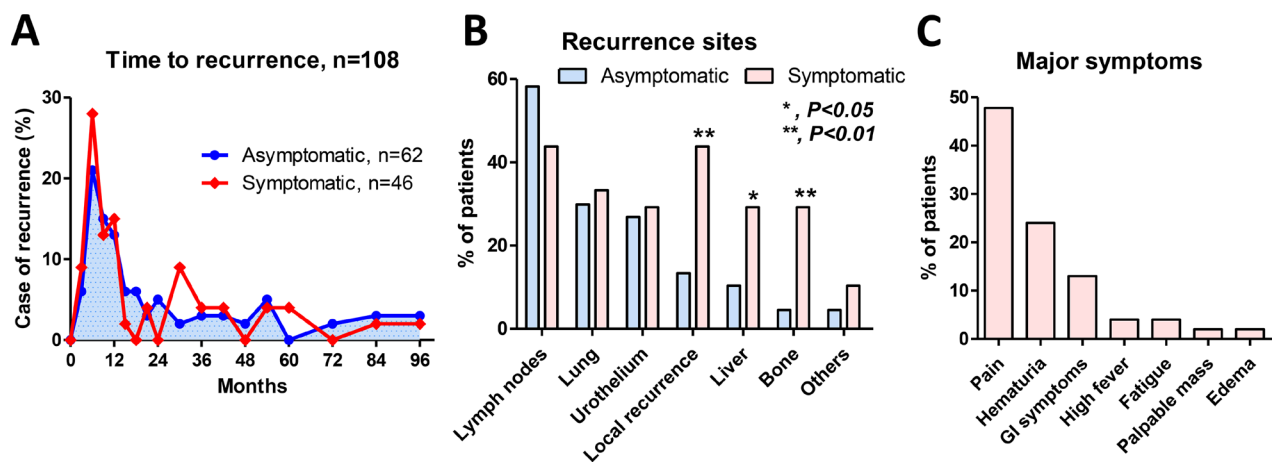 A
Time to recurrence, n=108
Case of recurrence (%)
30
20
10
0
Asymptomatic, n=62
Symptomatic, n=46
0 12 24 36 48 60 72 84 96
Months
B
Recurrence sites
Asymptomatic Symptomatic
*, P<0.05
**, P<0.01
% of patients
60
40
20
0
**
*
**
Lymph nodes
Lung
Urothelium
Local recurrence
Liver
Bone
Others
C
Major symptoms
% of patients
50
40
30
20
10
0
Pain
Hematuria
GI symptoms
High fever
Fatigue
Palpable mass
Edema